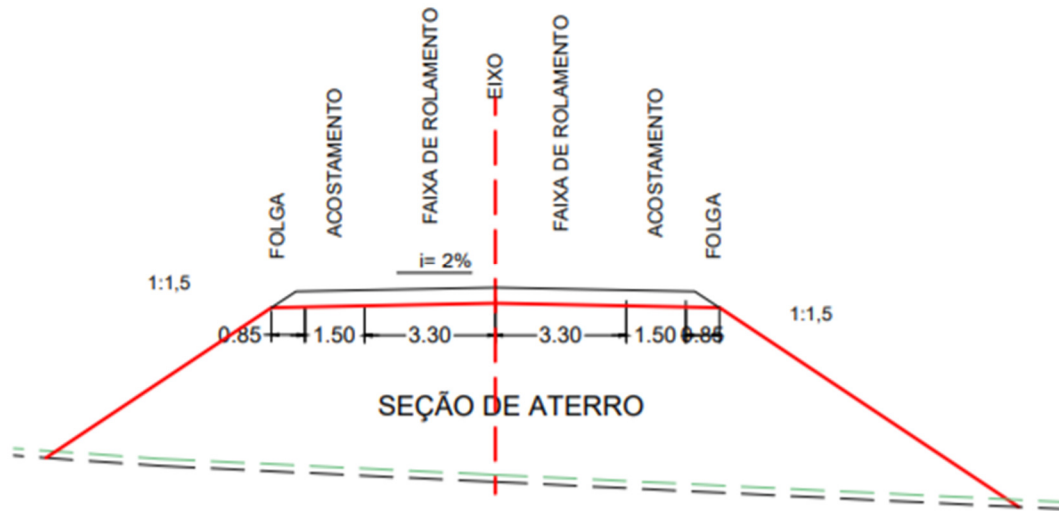 FOLGA
ACOSTAMENTO
FAIXA DE ROLAMENTO
EIXO
FAIXA DE ROLAMENTO
ACOSTAMENTO
FOLGA
i= 2%
1:1,5
1:1,5
0.85 1.50 3.30 3.30 1.50 0.85
SEÇÃO DE ATERRO